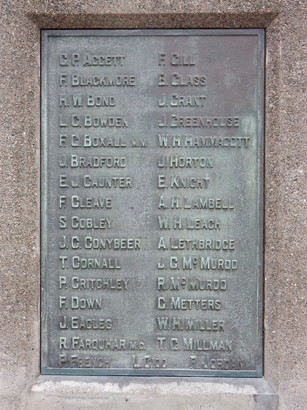 C. P. ACCETT F. GILL
F. BLACKMORE E. GLASS
H. W. BOND J. GRANT
L. G. BOWDEN J. GREENHOUSE
F. G. BOXALL M.M. W. H. HAMMACOTT
J. BRADFORD J. HORTON
E. J. CAUNTER E. KNIGHT
F. CLEAVE A. H. LAMBELL
S. COBLEY W. H. LEACH
J. G. CONYBEER A. LETHBRIDGE
T. CORNALL J. C. McMURDO
P. CRITCHLEY R. McMURDO
F. DOWN G. METTERS
J. EAGLES W. H. MILLER
R. FARQUHAR M.C. T. G. MILLMAN
P. FRENCH